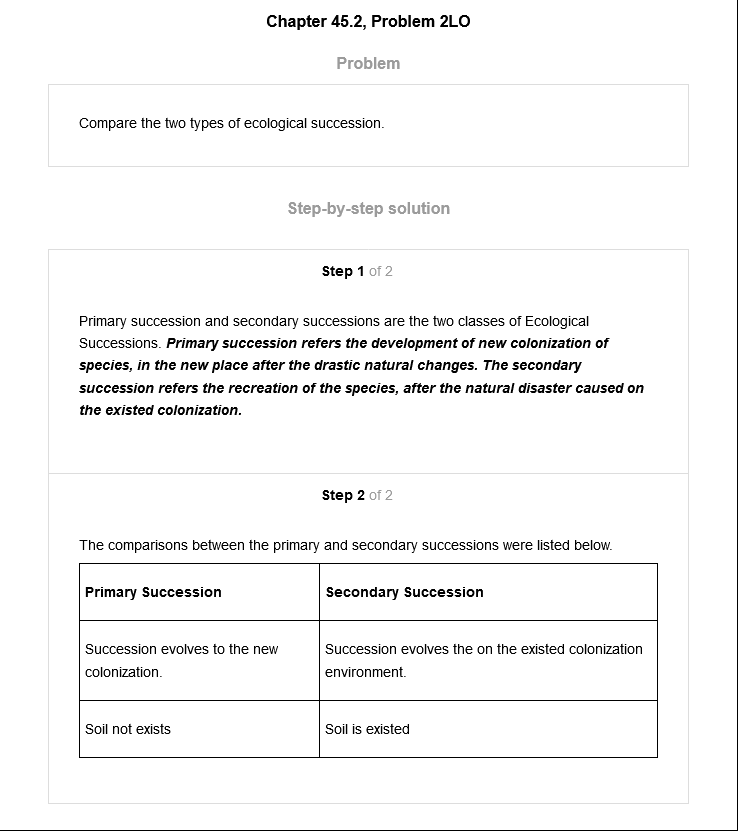 Chapter 45.2, Problem 2LO
Problem
Compare the two types of ecological succession.
Step-by-step solution
Step 1 of 2
Primary succession and secondary successions are the two classes of Ecological
Successions. Primary succession refers the development of new colonization of
species, in the new place after the drastic natural changes. The secondary
succession refers the recreation of the species, after the natural disaster caused on
the existed colonization.
Step 2 of 2
The comparisons between the primary and secondary successions were listed below.
Primary Succession
Secondary Succession
Succession evolves to the new
colonization.
Succession evolves the on the existed colonization
environment.
Soil not exists
Soil is existed